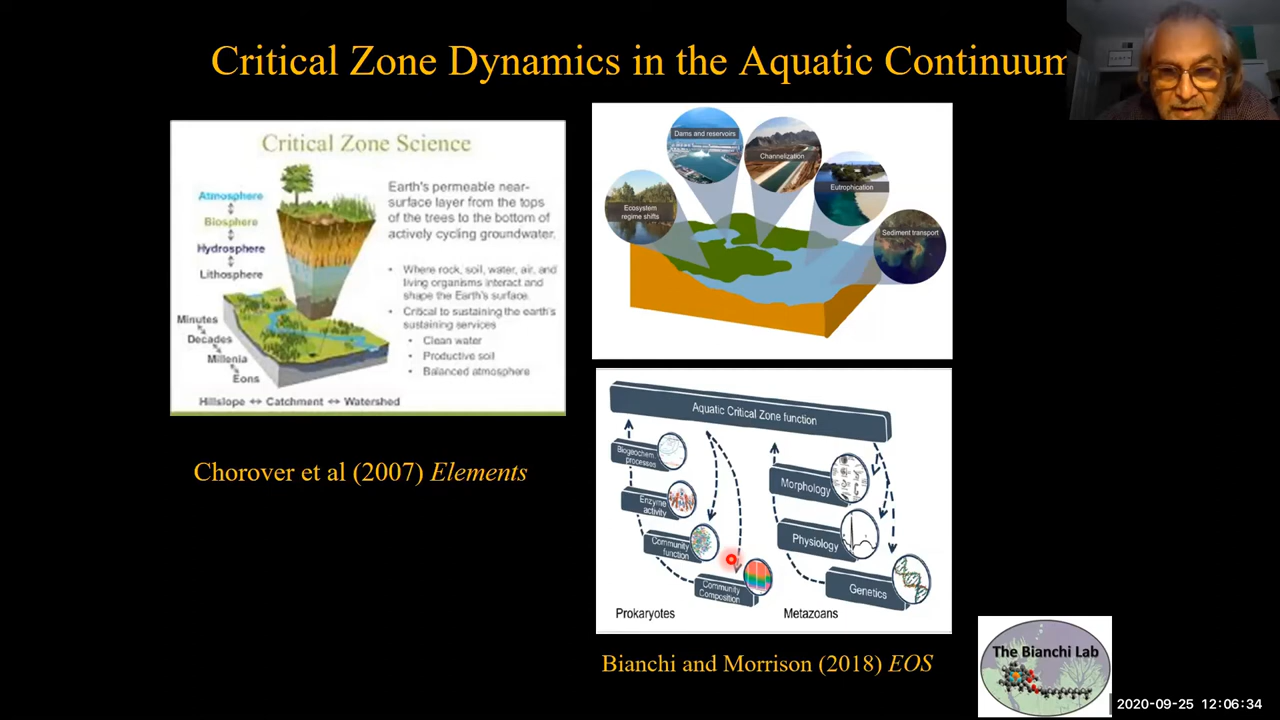 Critical Zone Dynamics in the Aquatic Continuum
Critical Zone Science
Atmosphere
Biosphere
Hydrosphere
Lithosphere
Earth's permeable near-
surface layer from the tops
of the trees to the bottom of
actively cycling groundwater.
• Where rock, soil, water, air, and
living organisms interact and
shape the Earth's surface.
• Critical to sustaining the earth's
sustaining services
• Clean water
• Productive soil
• Balanced atmosphere
Minutes
Decades
Millenia
Eons
Hillslope ↔ Catchment ↔ Watershed
Chorover et al (2007) Elements
Ecosystem
regime shifts
Dams and reservoirs
Channelization
Eutrophication
Sediment transport
Aquatic Critical Zone function
Biogeochem.
processes
Enzyme
activity
Community
function
Community
Composition
Prokaryotes
Morphology
Physiology
Genetics
Metazoans
Bianchi and Morrison (2018) EOS
The Bianchi Lab
2020-09-25 12:06:34